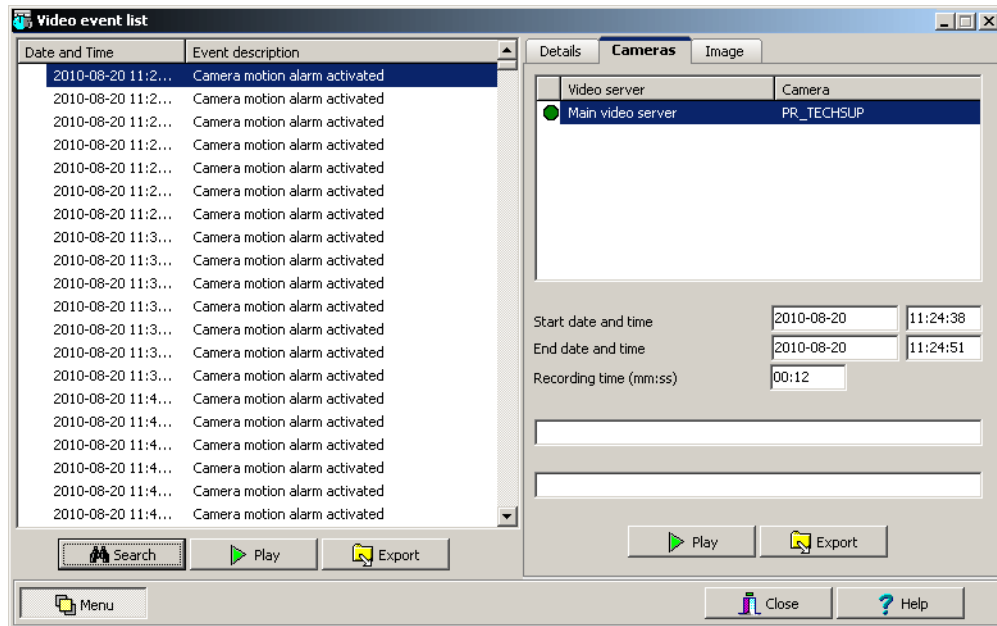 Video event list
Date and Time Event description
2010-08-20 11:2... Camera motion alarm activated
2010-08-20 11:2... Camera motion alarm activated
2010-08-20 11:2... Camera motion alarm activated
2010-08-20 11:2... Camera motion alarm activated
2010-08-20 11:2... Camera motion alarm activated
2010-08-20 11:2... Camera motion alarm activated
2010-08-20 11:2... Camera motion alarm activated
2010-08-20 11:3... Camera motion alarm activated
2010-08-20 11:3... Camera motion alarm activated
2010-08-20 11:3... Camera motion alarm activated
2010-08-20 11:3... Camera motion alarm activated
2010-08-20 11:3... Camera motion alarm activated
2010-08-20 11:3... Camera motion alarm activated
2010-08-20 11:3... Camera motion alarm activated
2010-08-20 11:4... Camera motion alarm activated
2010-08-20 11:4... Camera motion alarm activated
2010-08-20 11:4... Camera motion alarm activated
2010-08-20 11:4... Camera motion alarm activated
2010-08-20 11:4... Camera motion alarm activated
2010-08-20 11:4... Camera motion alarm activated
Search Play Export
Details Cameras Image
Video server Camera
Main video server PR_TECHSUP
Start date and time 2010-08-20 11:24:38
End date and time 2010-08-20 11:24:51
Recording time (mm:ss) 00:12
Play Export
Menu Close Help